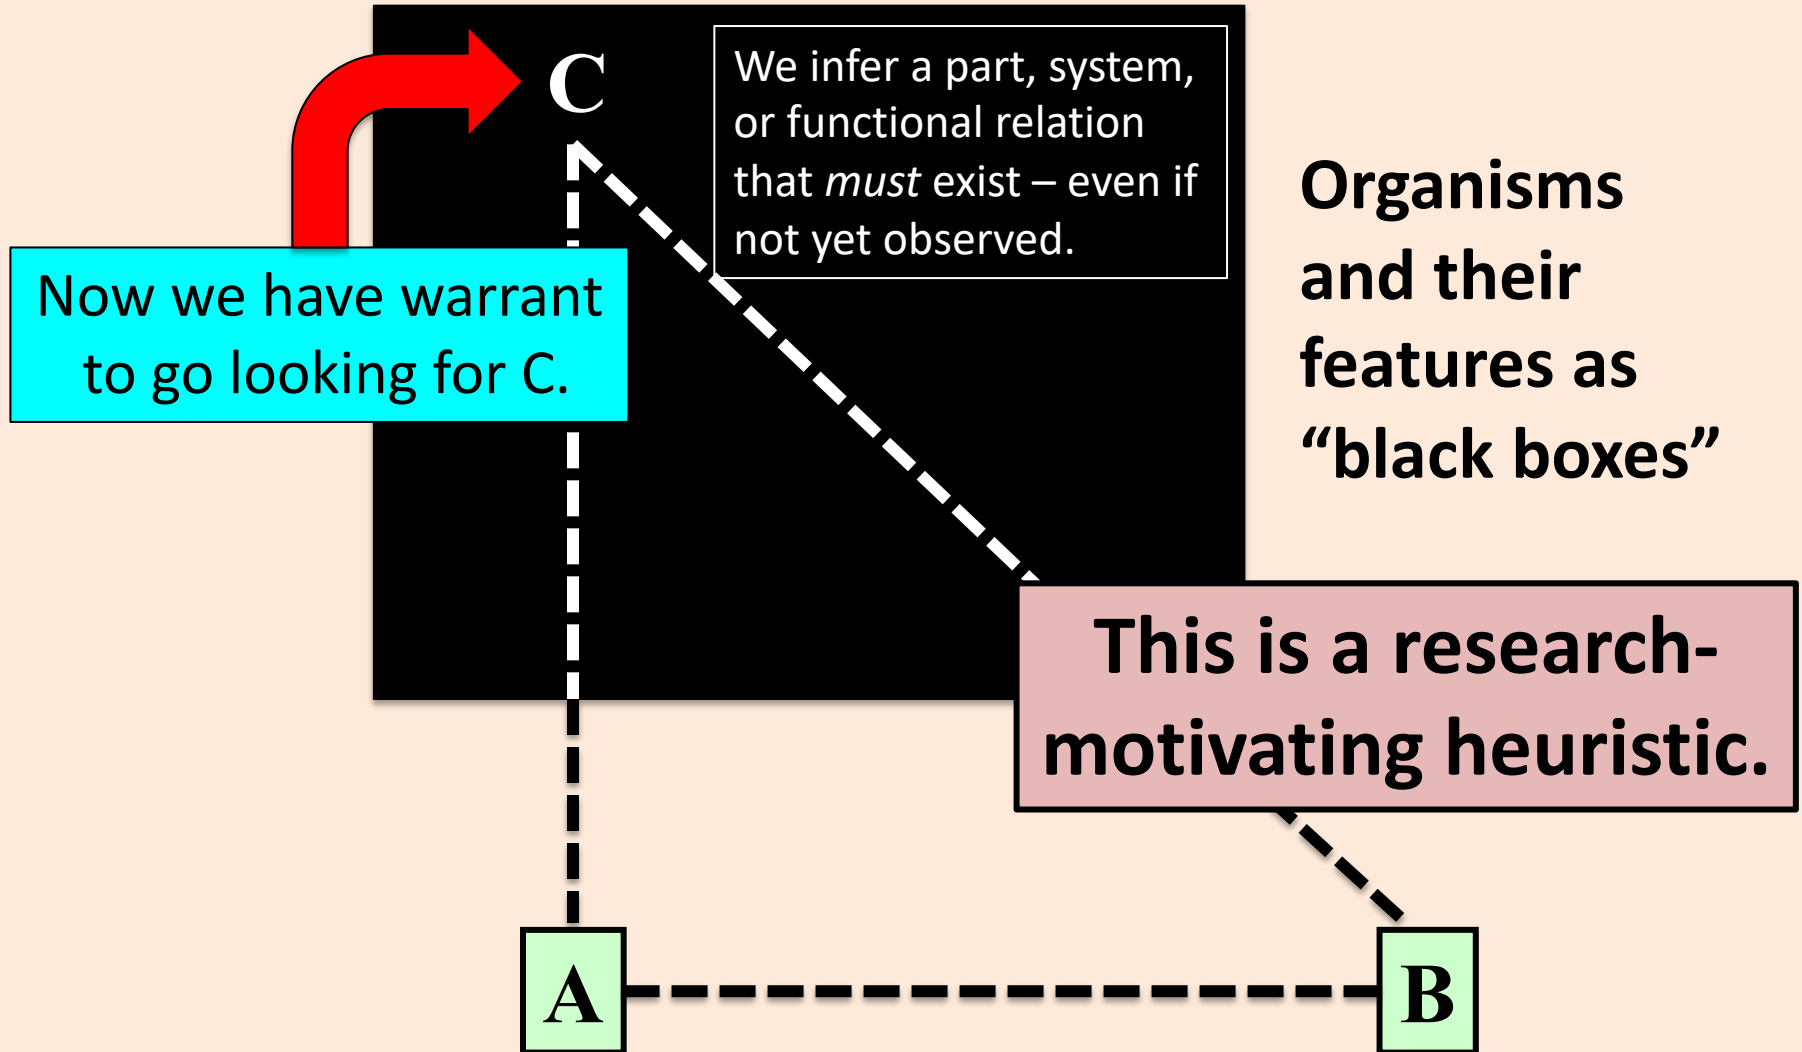 C
We infer a part, system,
or functional relation
that must exist – even if
not yet observed.
Now we have warrant
to go looking for C.
Organisms
and their
features as
“black boxes”
This is a research-
motivating heuristic.
A
B